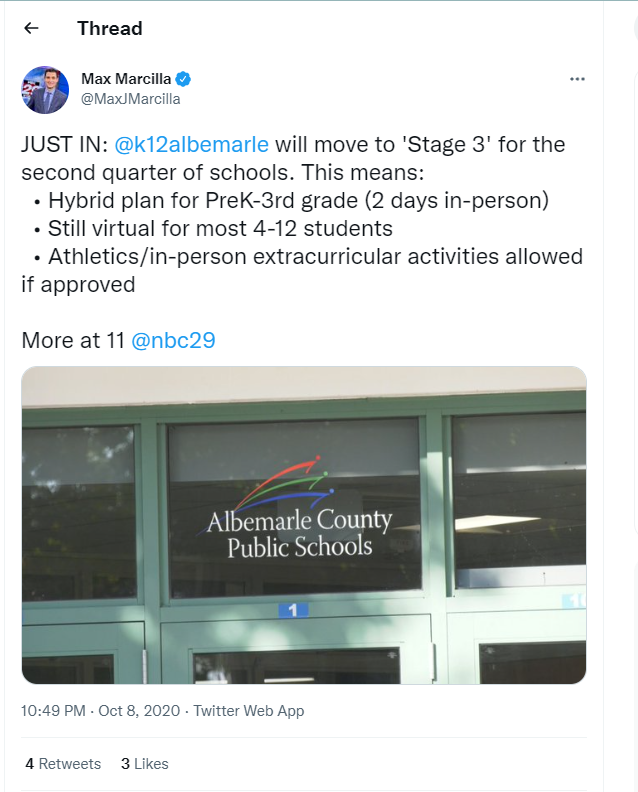 Thread
Max Marcilla
@MaxJMarcilla
JUST IN: @k12albemarle will move to 'Stage 3' for the
second quarter of schools. This means:
• Hybrid plan for PreK-3rd grade (2 days in-person)
• Still virtual for most 4-12 students
• Athletics/in-person extracurricular activities allowed
if approved
More at 11 @nbc29
Albemarle County
Public Schools
1
10:49 PM · Oct 8, 2020 · Twitter Web App
4 Retweets 3 Likes